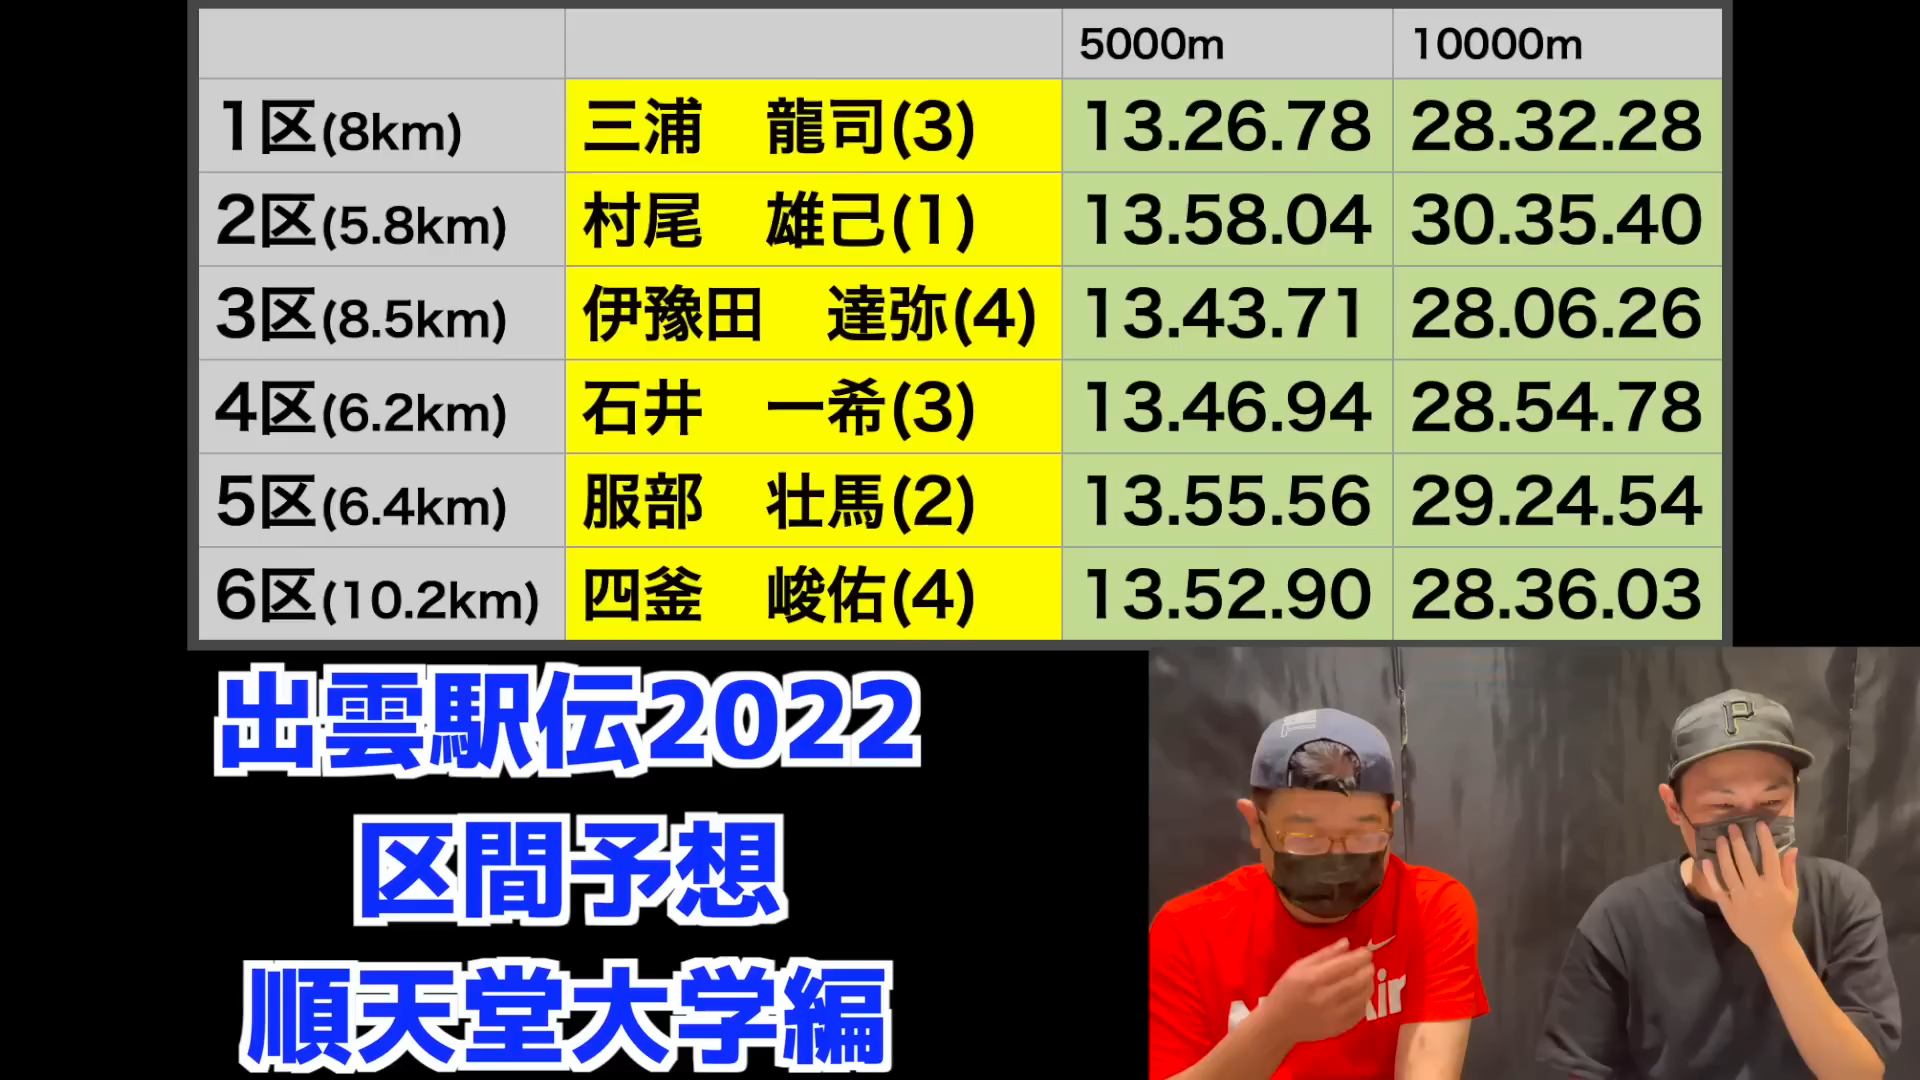 5000m 10000m
1区(8km) 三浦 龍司(3) 13.26.78 28.32.28
2区(5.8km) 村尾 雄己(1) 13.58.04 30.35.40
3区(8.5km) 伊豫田 達弥(4) 13.43.71 28.06.26
4区(6.2km) 石井 一希(3) 13.46.94 28.54.78
5区(6.4km) 服部 壮馬(2) 13.55.56 29.24.54
6区(10.2km) 四釜 峻佑(4) 13.52.90 28.36.03
出雲駅伝2022
区間予想
順天堂大学編
P